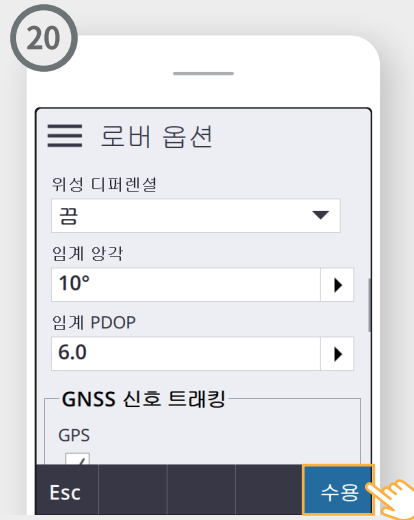 20
로버 옵션
위성 디퍼렌셜
끔
임계 앙각
10°
임계 PDOP
6.0
GNSS 신호 트래킹
GPS
Esc
수용